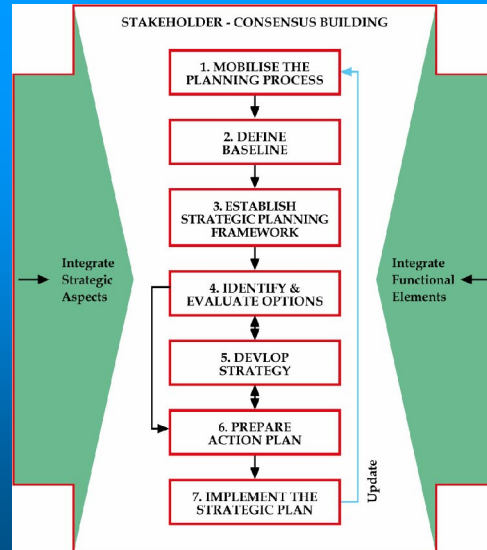 STAKEHOLDER - CONSENSUS BUILDING
1. MOBILISE THE
PLANNING PROCESS
2. DEFINE
BASELINE
3. ESTABLISH
STRATEGIC PLANNING
FRAMEWORK
Integrate
Strategic
Aspects
Integrate
Functional
Elements
4. IDENTIFY &
EVALUATE OPTIONS
5. DEVLOP
STRATEGY
6. PREPARE
ACTION PLAN
7. IMPLEMENT THE
STRATEGIC PLAN
Update